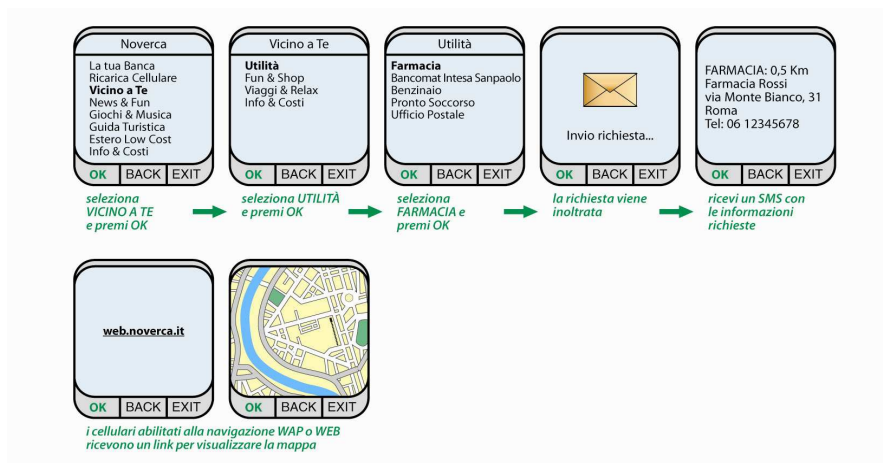 Noverca
La tua Banca
Ricarica Cellulare
Vicino a Te
News & Fun
Giochi & Musica
Guida Turistica
Estero Low Cost
Info & Costi
OK BACK EXIT
seleziona
VICINO A TE
e premi OK
Vicino a Te
Utilità
Fun & Shop
Viaggi & Relax
Info & Costi
OK BACK EXIT
seleziona UTILITÀ
e premi OK
Utilità
Farmacia
Bancomat Intesa Sanpaolo
Benzinaio
Pronto Soccorso
Ufficio Postale
OK BACK EXIT
seleziona
FARMACIA e
premi OK
Invio richiesta...
OK BACK EXIT
la richiesta viene
inoltrata
FARMACIA: 0,5 Km
Farmacia Rossi
via Monte Bianco, 31
Roma
Tel: 06 12345678
OK BACK EXIT
ricevi un SMS con
le informazioni
richieste
web.noverca.it
OK BACK EXIT
OK BACK EXIT
i cellulari abilitati alla navigazione WAP o WEB
ricevono un link per visualizzare la mappa